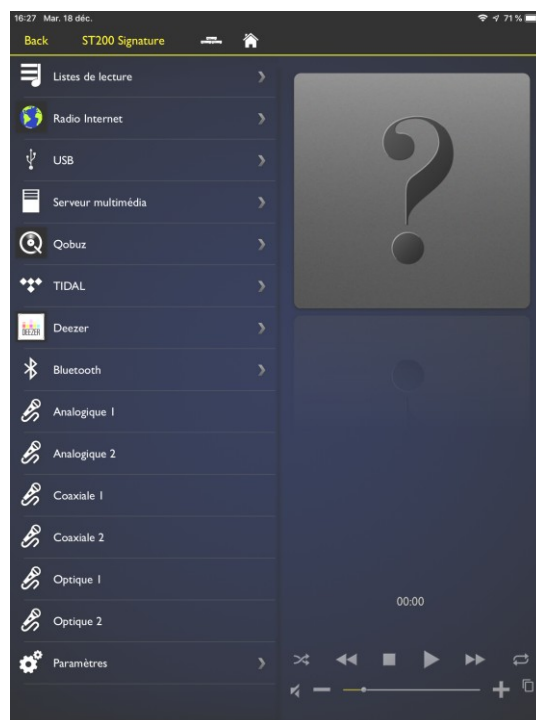 16:27 Mar. 18 déc. 71 %
Back ST200 Signature
Listes de lecture
Radio Internet
USB
Serveur multimédia
Qobuz
TIDAL
DEEZER Deezer
Bluetooth
Analogique 1
Analogique 2
Coaxiale 1
Coaxiale 2
Optique 1
Optique 2
Paramètres
?
00:00